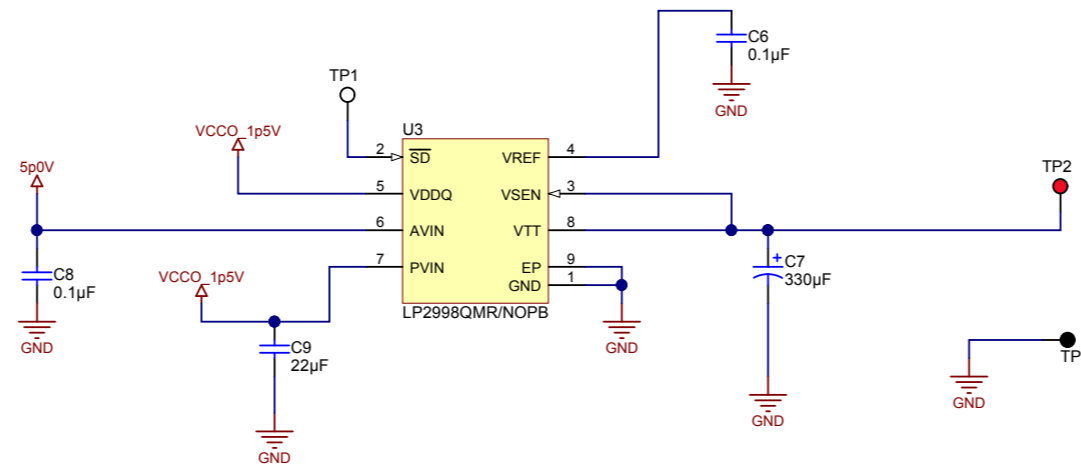 C6
0.1µF
GND
TP1
VCCO_1p5V
5p0V
U3
2
SD
VREF
4
5
VDDQ
VSEN
3
6
AVIN
VTT
8
7
PVIN
EP
9
GND
1
LP2998QMR/NOPB
TP2
C8
0.1µF
GND
VCCO_1p5V
C9
22µF
GND
GND
+
C7
330µF
GND
TP
GND